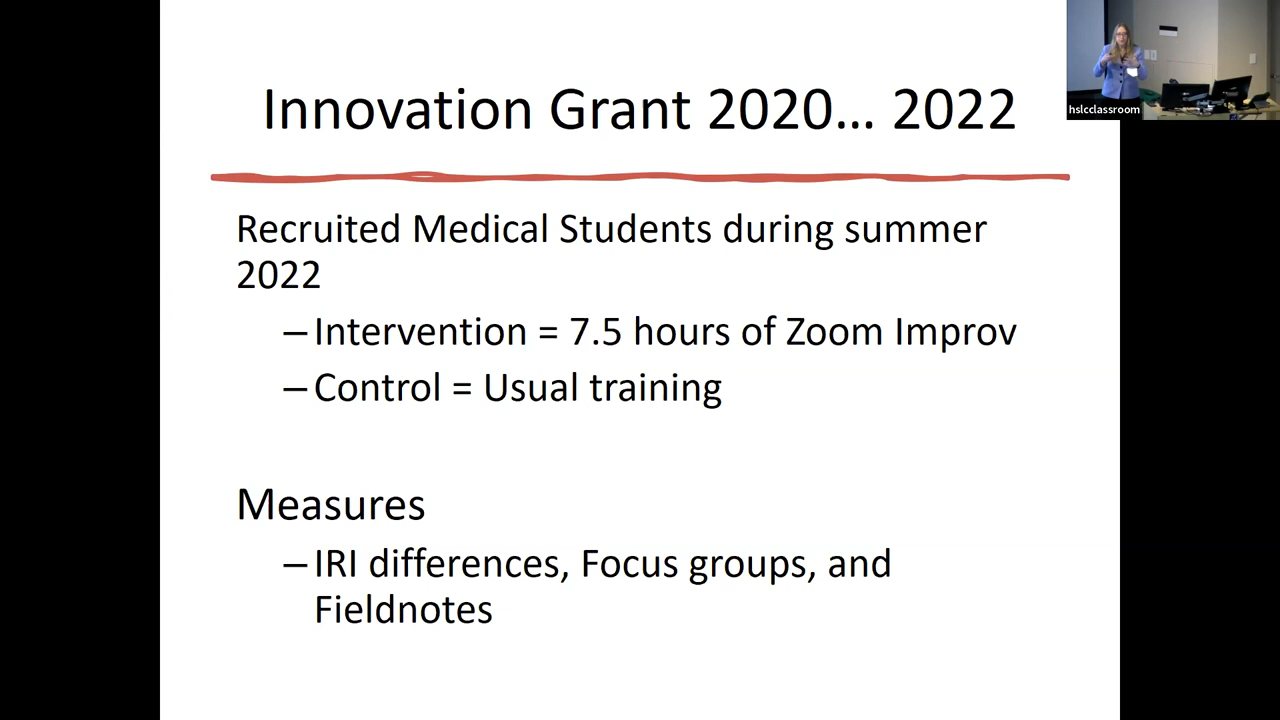 Innovation Grant 2020... 2022
hslcclassroom
Recruited Medical Students during summer
2022
–Intervention = 7.5 hours of Zoom Improv
–Control = Usual training
Measures
–IRI differences, Focus groups, and
Fieldnotes